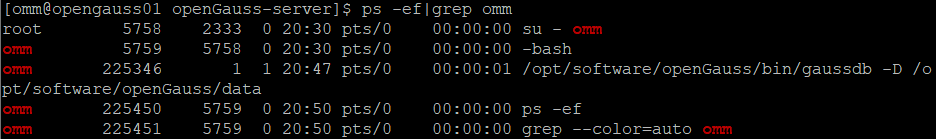 [omm@opengauss01 openGauss-server]$ ps -ef|grep omm
root        5758    2333  0 20:30 pts/0    00:00:00 su - omm
omm         5759    5758  0 20:30 pts/0    00:00:00 -bash
omm       225346       1  1 20:47 pts/0    00:00:01 /opt/software/openGauss/bin/gaussdb -D /o
pt/software/openGauss/data
omm       225450    5759  0 20:50 pts/0    00:00:00 ps -ef
omm       225451    5759  0 20:50 pts/0    00:00:00 grep --color=auto omm